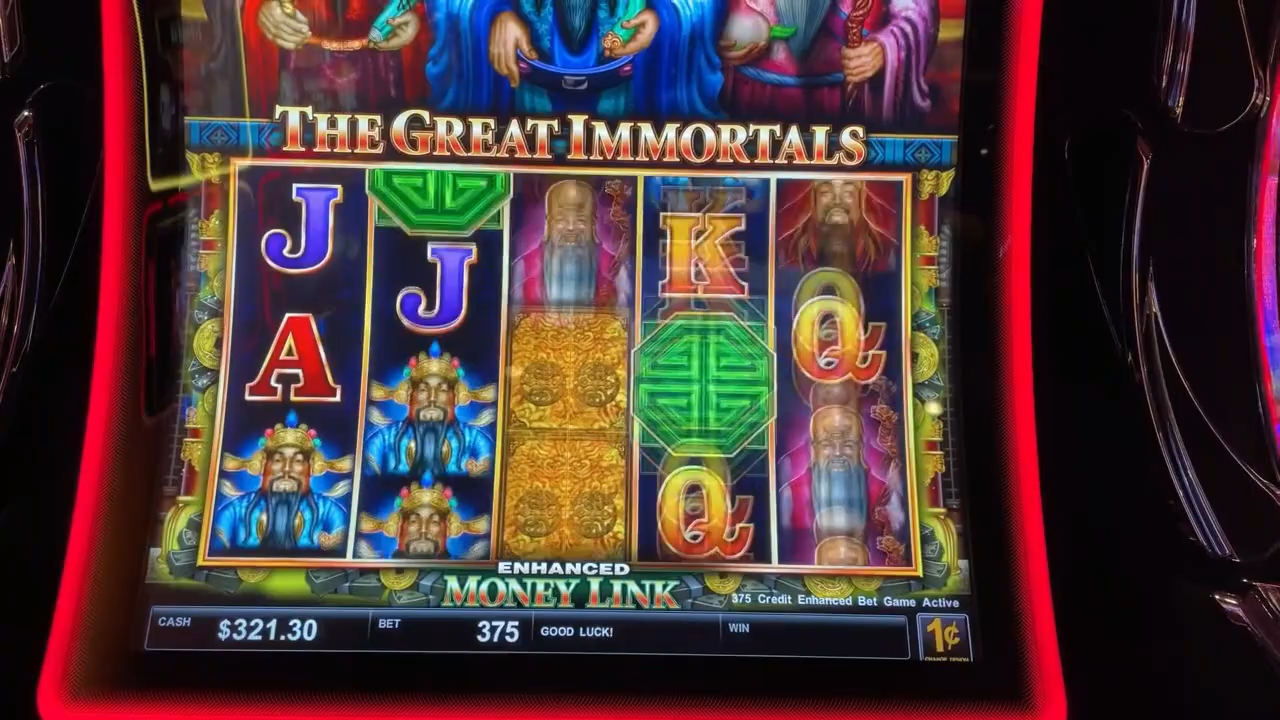 THE GREAT IMMORTALS
J
K
J
Q
A
Q
ENHANCED
MONEY LINK
375 Credit Enhanced Bet Game Active
CASH $321.30
BET 375
GOOD LUCK!
WIN
1¢